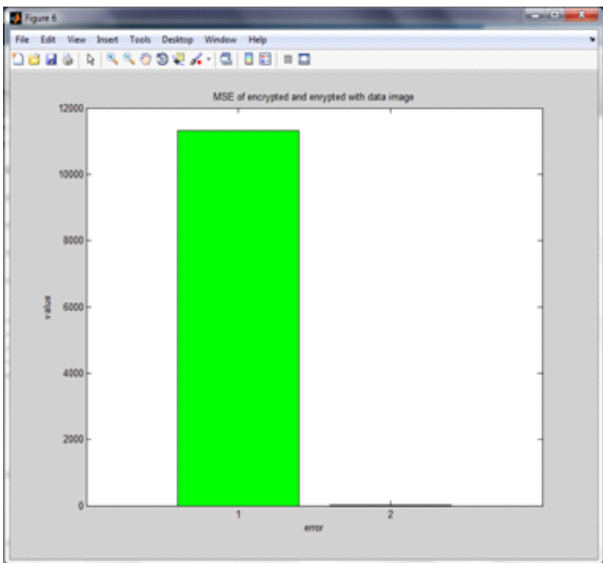 Figure 6
File Edit View Insert Tools Desktop Window Help
MSE of encrypted and enrypted with data image
12000
10000
8000
6000
4000
2000
0
value
1 2
error